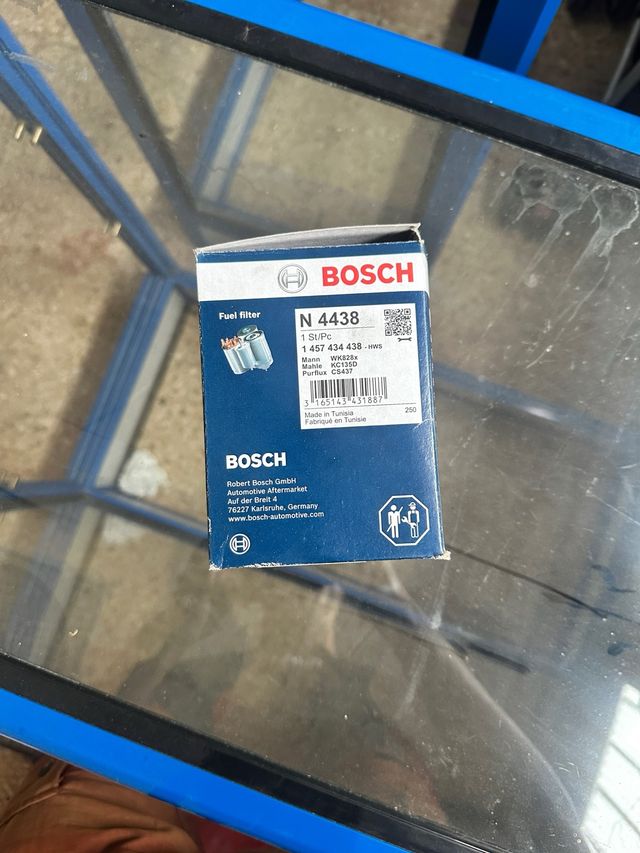 BOSCH
Fuel filter
N 4438
1 St/Pc
1 457 434 438 - HWS
Mann WK828x
Mahle KC135D
Purflux CS437
3 165143 431887
Made in Tunisia 250
Fabriqué en Tunisie
BOSCH
Robert Bosch GmbH
Automotive Aftermarket
Auf der Breit 4
76227 Karlsruhe, Germany
www.bosch-automotive.com